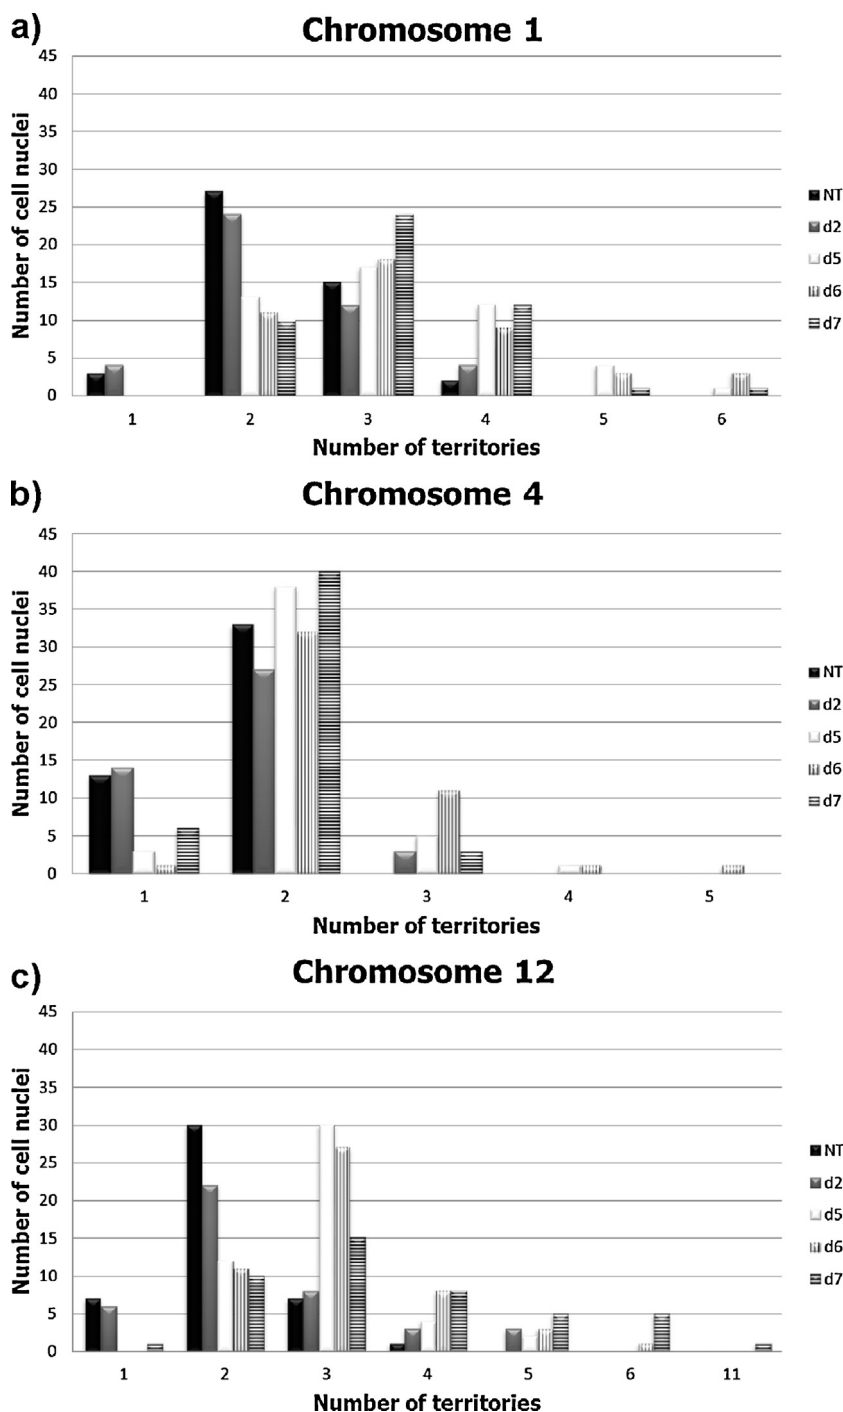 a)
Chromosome 1
Number of cell nuclei
45
40
35
30
25
20
15
10
5
0
1 2 3 4 5 6
Number of territories
NT
d2
d5
d6
d7
b)
Chromosome 4
Number of cell nuclei
45
40
35
30
25
20
15
10
5
0
1 2 3 4 5
Number of territories
NT
d2
d5
d6
d7
c)
Chromosome 12
Number of cell nuclei
45
40
35
30
25
20
15
10
5
0
1 2 3 4 5 6 11
Number of territories
NT
d2
d5
d6
d7